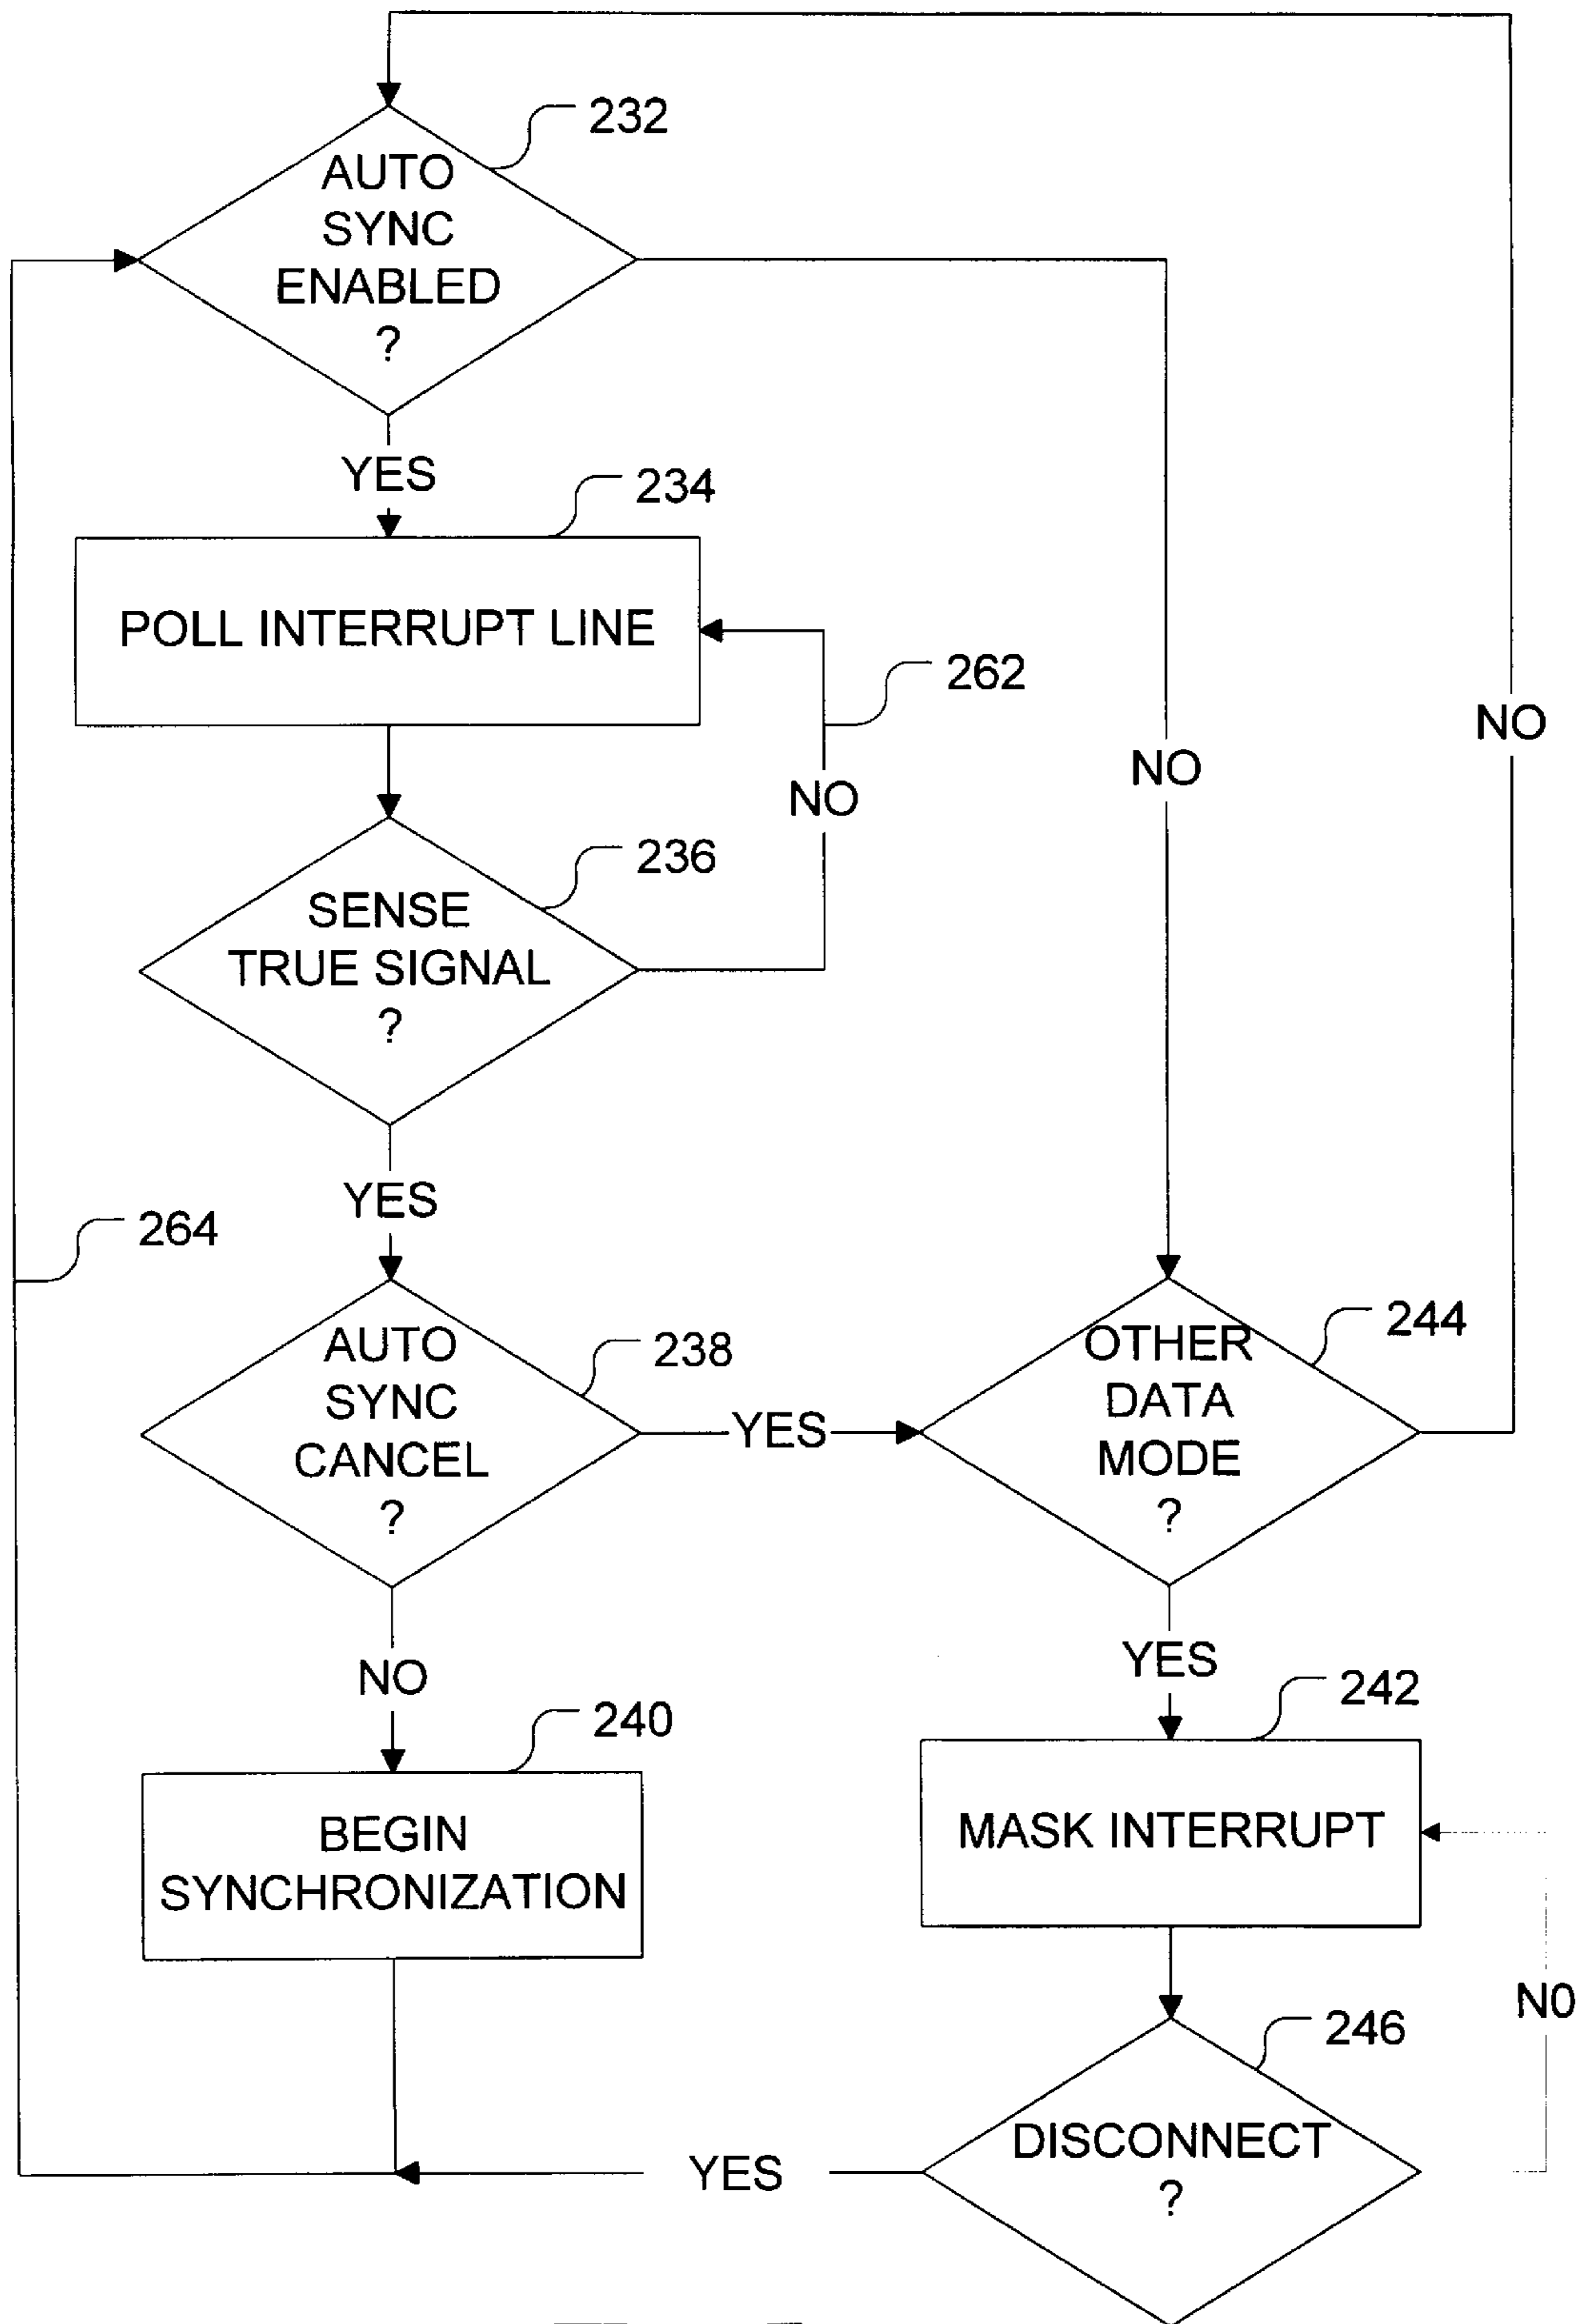 232
AUTO
SYNC
ENABLED
?
YES
234
POLL INTERRUPT LINE
262
NO
NO
NO
236
SENSE
TRUE SIGNAL
?
YES
264
AUTO
SYNC
CANCEL
?
238
YES
OTHER
DATA
MODE
?
244
NO
YES
240
BEGIN
SYNCHRONIZATION
242
MASK INTERRUPT
N0
246
DISCONNECT
?
YES